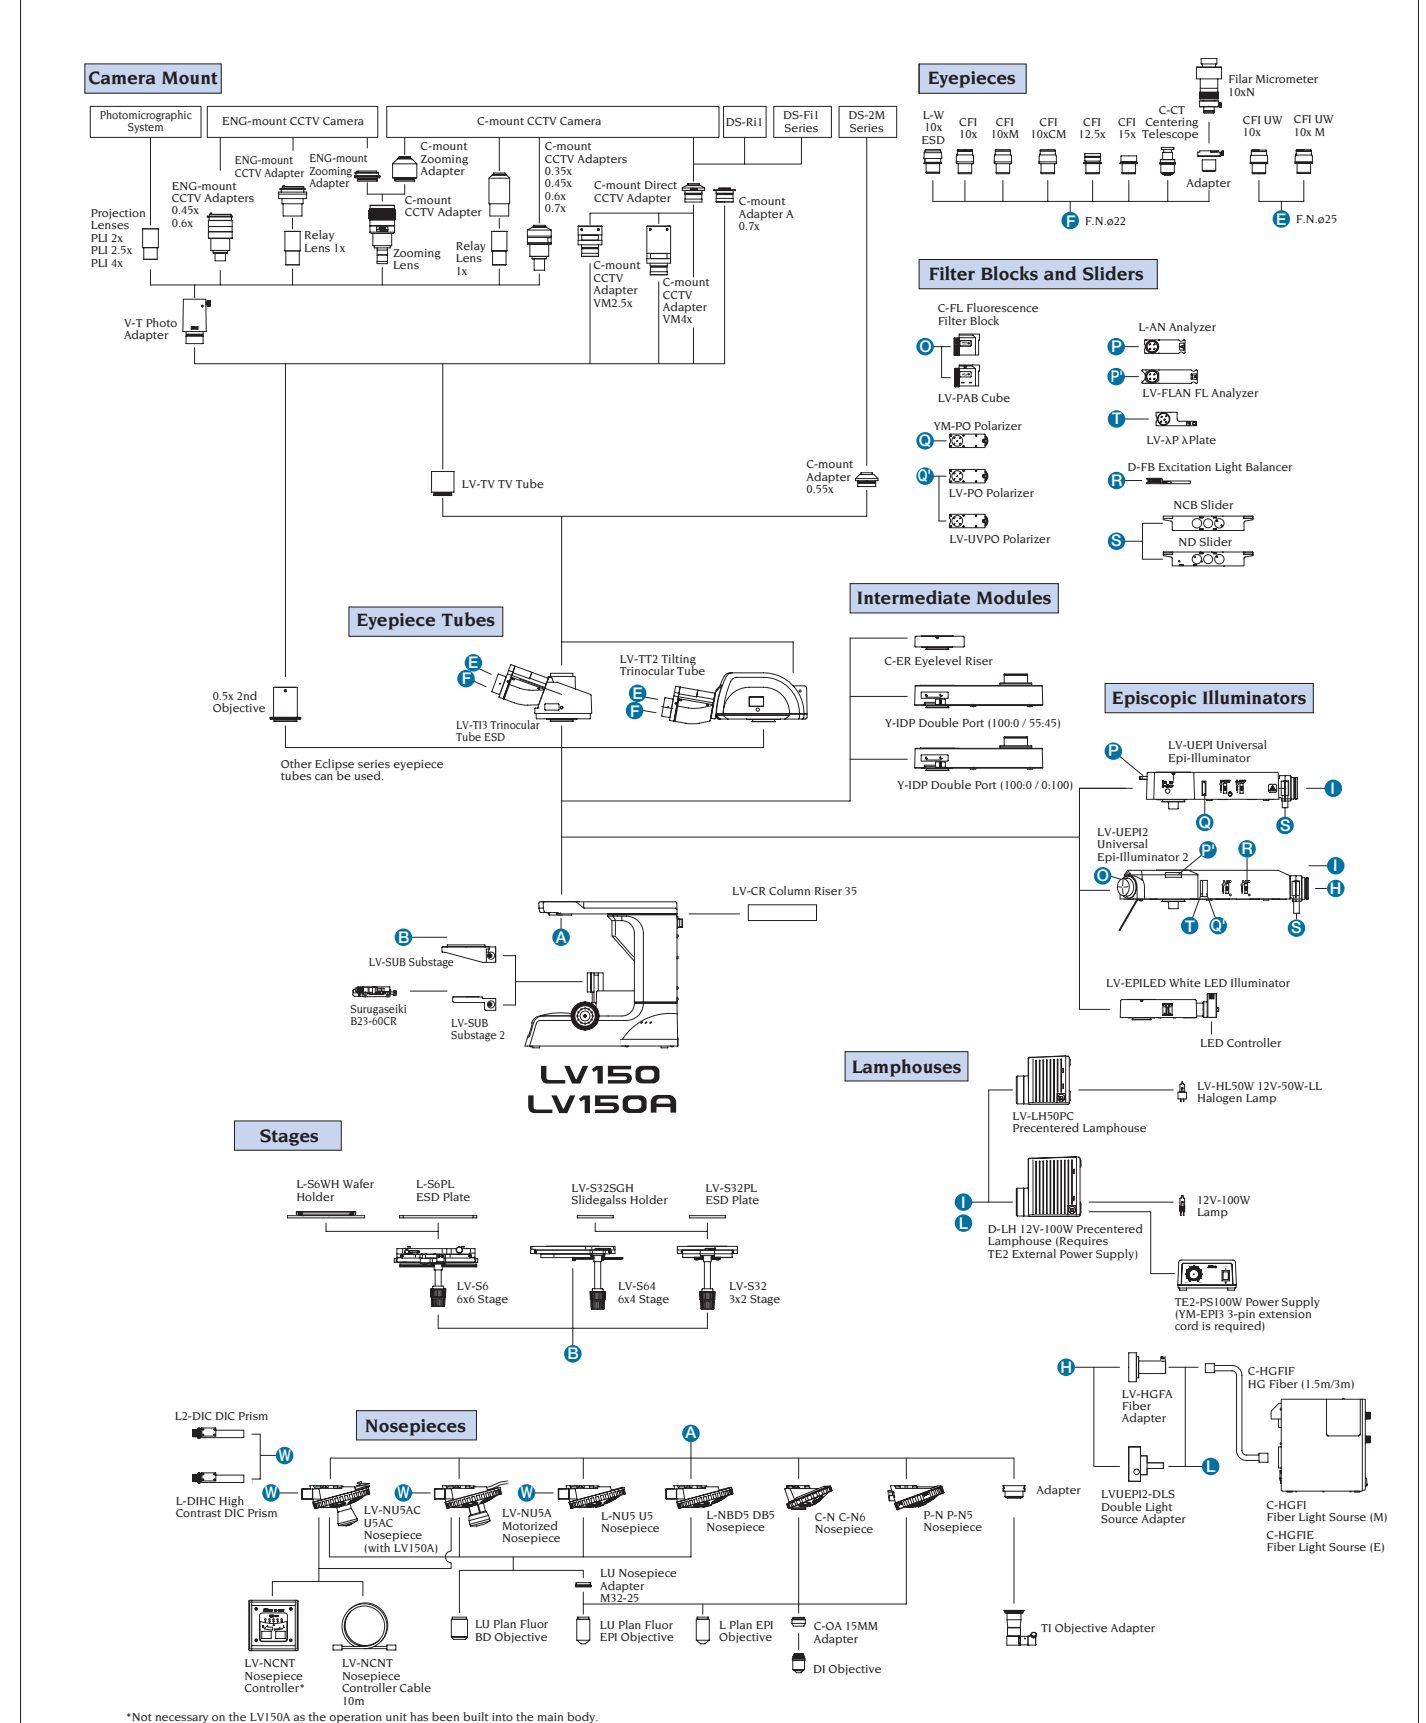 Camera Mount
Photomicrographic
System
ENG-mount CCTV Camera
C-mount CCTV Camera
DS-Ri1
DS-Fi1
Series
DS-2M
Series
Projection
Lenses
PLI 2x
PLI 2.5x
PLI 4x
ENG-mount
CCTV Adapters
0.45x
0.6x
ENG-mount
CCTV Adapter
Relay
Lens 1x
ENG-mount
Zooming
Adapter
C-mount
Zooming
Adapter
C-mount
CCTV Adapter
Zooming
Lens
Relay
Lens
1x
C-mount
CCTV Adapters
0.35x
0.45x
0.6x
0.7x
C-mount Direct
CCTV Adapter
C-mount
Adapter A
0.7x
C-mount
CCTV
Adapter
VM2.5x
C-mount
CCTV
Adapter
VM4x
V-T Photo
Adapter
LV-TV TV Tube
C-mount
Adapter
0.55x
Eyepieces
L-W
10x
ESD
CFI
10x
CFI
10xM
CFI
10xCM
CFI
12.5x
CFI
15x
C-CT
Centering
Telescope
Filar Micrometer
10xN
Adapter
CFI UW
10x
CFI UW
10x M
F F.N.ø22
E F.N.ø25
Filter Blocks and Sliders
C-FL Fluorescence
Filter Block
O
LV-PAB Cube
YM-PO Polarizer
Q
Q'
LV-PO Polarizer
LV-UVPO Polarizer
L-AN Analyzer
P
P'
LV-FLAN FL Analyzer
T
LV-λP λPlate
D-FB Excitation Light Balancer
R
NCB Slider
S
ND Slider
Eyepiece Tubes
E
F
LV-TI3 Trinocular
Tube ESD
LV-TT2 Tilting
Trinocular Tube
E
F
0.5x 2nd
Objective
Other Eclipse series eyepiece
tubes can be used.
Intermediate Modules
C-ER Eyelevel Riser
Y-IDP Double Port (100:0 / 55:45)
Y-IDP Double Port (100:0 / 0:100)
Episcopic Illuminators
LV-UEPI Universal
Epi-Illuminator
P
I
Q
S
LV-UEPI2
Universal
Epi-Illuminator 2
P'
R
I
O
H
T
Q'
S
LV-EPILED White LED Illuminator
LED Controller
LV-CR Column Riser 35
A
B
LV-SUB Substage
Surugaseiki
B23-60CR
LV-SUB
Substage 2
LV150
LV150A
Lamphouses
LV-LH50PC
Precentered Lamphouse
LV-HL50W 12V-50W-LL
Halogen Lamp
I
L
D-LH 12V-100W Precentered
Lamphouse (Requires
TE2 External Power Supply)
12V-100W
Lamp
TE2-PS100W Power Supply
(YM-EPI3 3-pin extension
cord is required)
Stages
L-S6WH Wafer
Holder
L-S6PL
ESD Plate
LV-S32SGH
Slidegalss Holder
LV-S32PL
ESD Plate
LV-S6
6x6 Stage
LV-S64
6x4 Stage
LV-S32
3x2 Stage
B
H
LV-HGFA
Fiber
Adapter
C-HGFIF
HG Fiber (1.5m/3m)
L
LVUEPI2-DLS
Double Light
Source Adapter
C-HGFI
Fiber Light Sourse (M)
C-HGFIE
Fiber Light Sourse (E)
Nosepieces
A
L2-DIC DIC Prism
W
L-DIHC High
Contrast DIC Prism
W
LV-NU5AC
U5AC
Nosepiece
(with LV150A)
W
LV-NU5A
Motorized
Nosepiece
W
L-NU5 U5
Nosepiece
L-NBD5 DB5
Nosepiece
C-N C-N6
Nosepiece
P-N P-N5
Nosepiece
Adapter
LU Nosepiece
Adapter
M32-25
LU Plan Fluor
BD Objective
LU Plan Fluor
EPI Objective
L Plan EPI
Objective
C-OA 15MM
Adapter
DI Objective
TI Objective Adapter
LV-NCNT
Nosepiece
Controller*
LV-NCNT
Nosepiece
Controller Cable
10m
*Not necessary on the LV150A as the operation unit has been built into the main body.